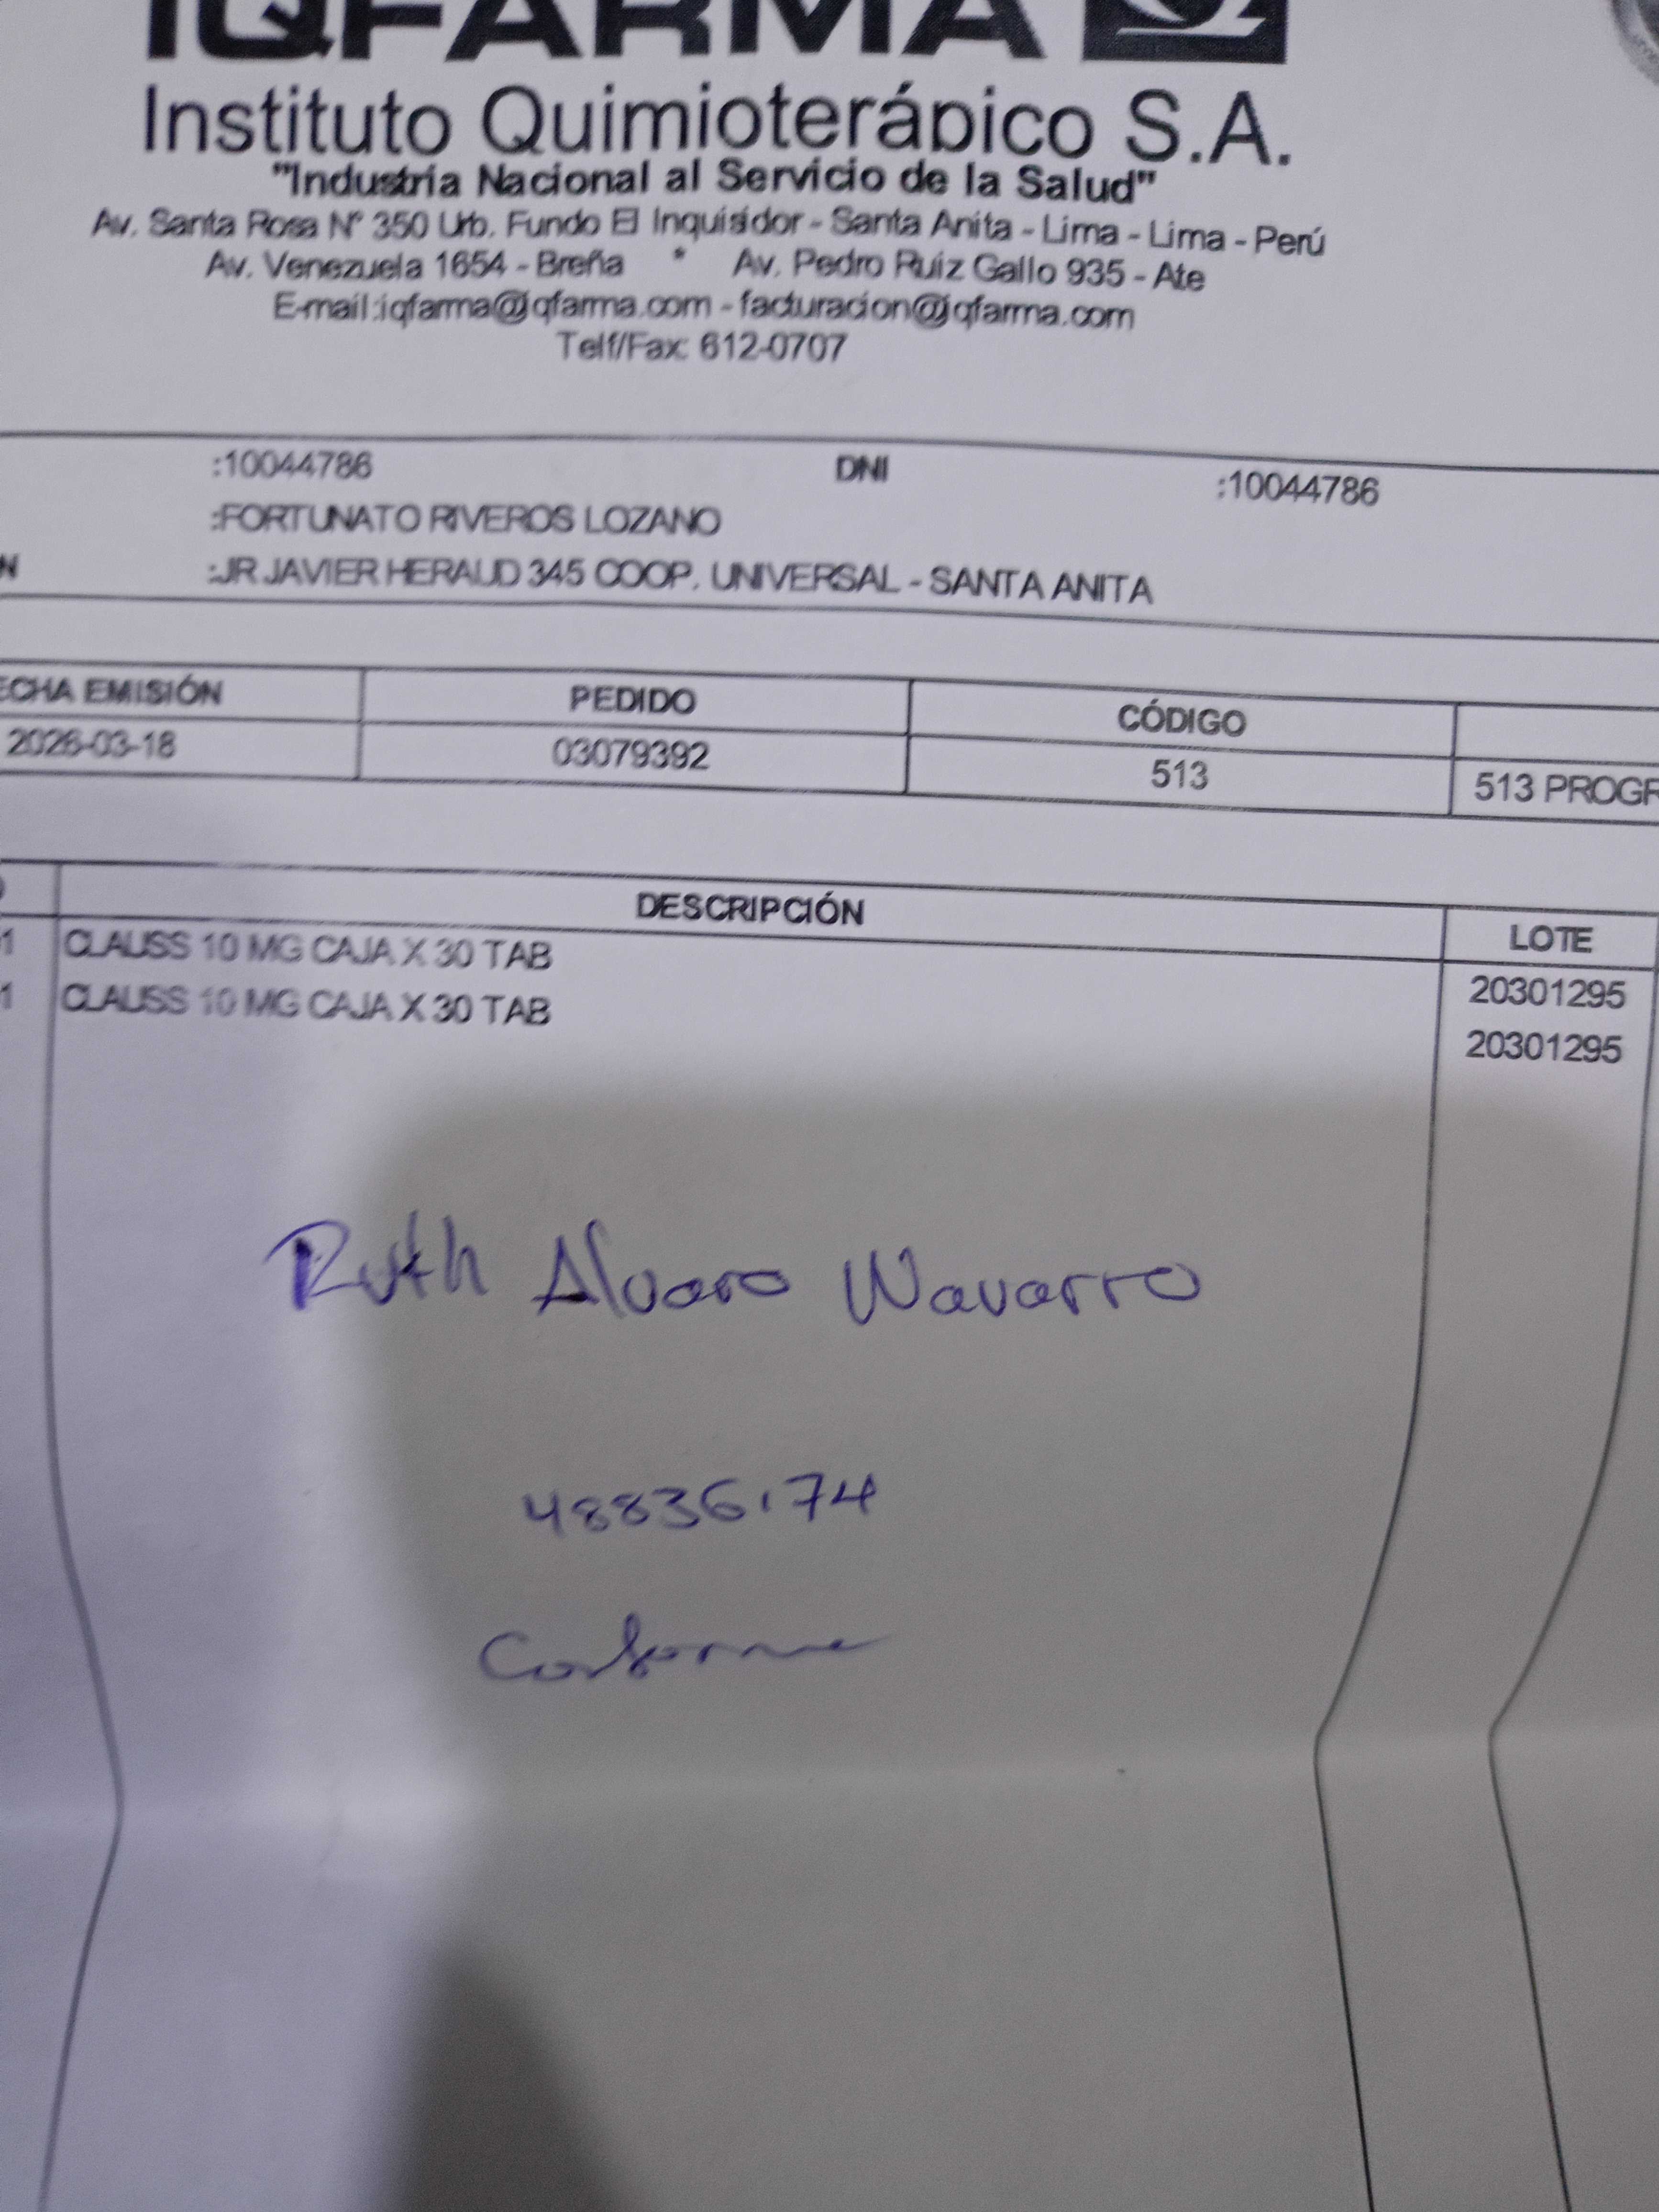 IQFARMA
Instituto Quimioterápico S.A.
"Industria Nacional al Servicio de la Salud"
Av. Santa Rosa N° 350 Urb. Fundo El Inquisidor - Santa Anita - Lima - Lima - Perú
Av. Venezuela 1654 - Breña * Av. Pedro Ruiz Gallo 935 - Ate
E-mail:iqfarma@iqfarma.com - facturacion@iqfarma.com
Telf/Fax: 612-0707
:10044786 DNI :10044786
:FORTUNATO RIVEROS LOZANO
N :JR JAVIER HERAUD 345 COOP. UNIVERSAL - SANTA ANITA
ECHA EMISIÓN PEDIDO CÓDIGO
2026-03-18 03079392 513 513 PROGR
DESCRIPCIÓN LOTE
1 CLAUSS 10 MG CAJA X 30 TAB 20301295
1 CLAUSS 10 MG CAJA X 30 TAB 20301295
Ruth Alvaro Navarro
48836174
Conforme